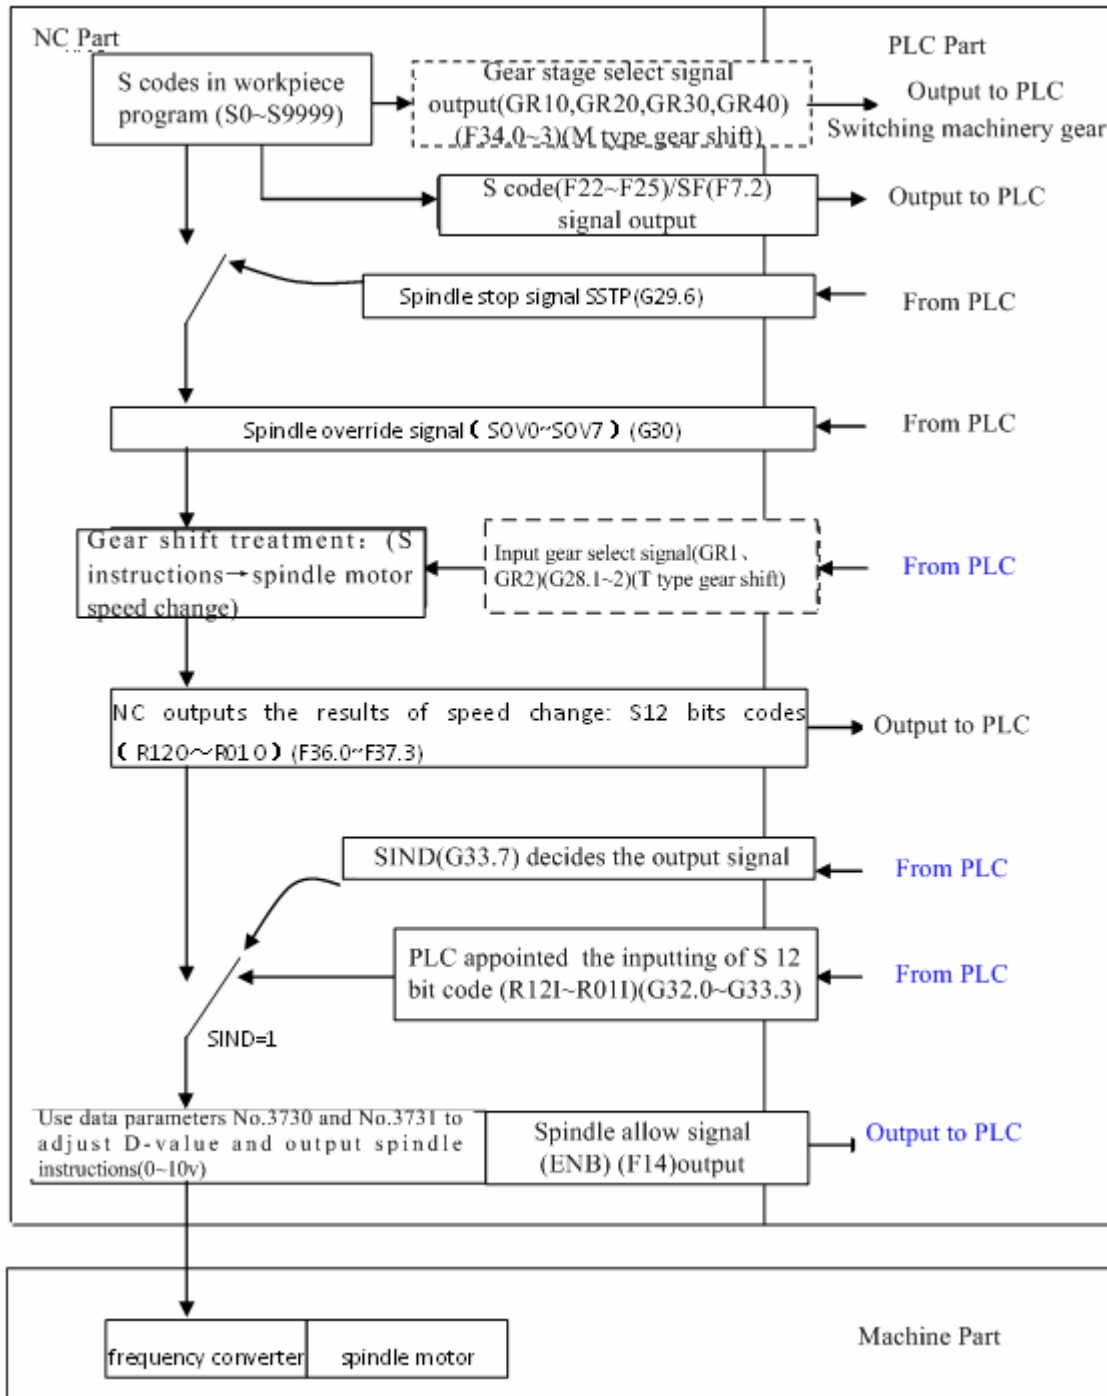 NC Part
PLC Part
S codes in workpiece
program (S0~S9999)
Gear stage select signal
output(GR10,GR20,GR30,GR40)
(F34.0~3)(M type gear shift)
Output to PLC
Switching machinery gear
S code(F22~F25)/SF(F7.2)
signal output
Output to PLC
Spindle stop signal SSTP(G29.6)
From PLC
Spindle override signal（SOV0~SOV7）(G30)
From PLC
Gear shift treatment: (S
instructions→spindle motor
speed change)
Input gear select signal(GR1、
GR2)(G28.1~2)(T type gear shift)
From PLC
NC outputs the results of speed change: S12 bits codes
（R12O～R01O）(F36.0~F37.3)
Output to PLC
SIND(G33.7) decides the output signal
From PLC
PLC appointed the inputting of S 12
bit code (R12I~R01I)(G32.0~G33.3)
From PLC
SIND=1
Use data parameters No.3730 and No.3731 to
adjust D-value and output spindle
instructions(0~10v)
Spindle allow signal
(ENB) (F14)output
Output to PLC
Machine Part
frequency converter
spindle motor